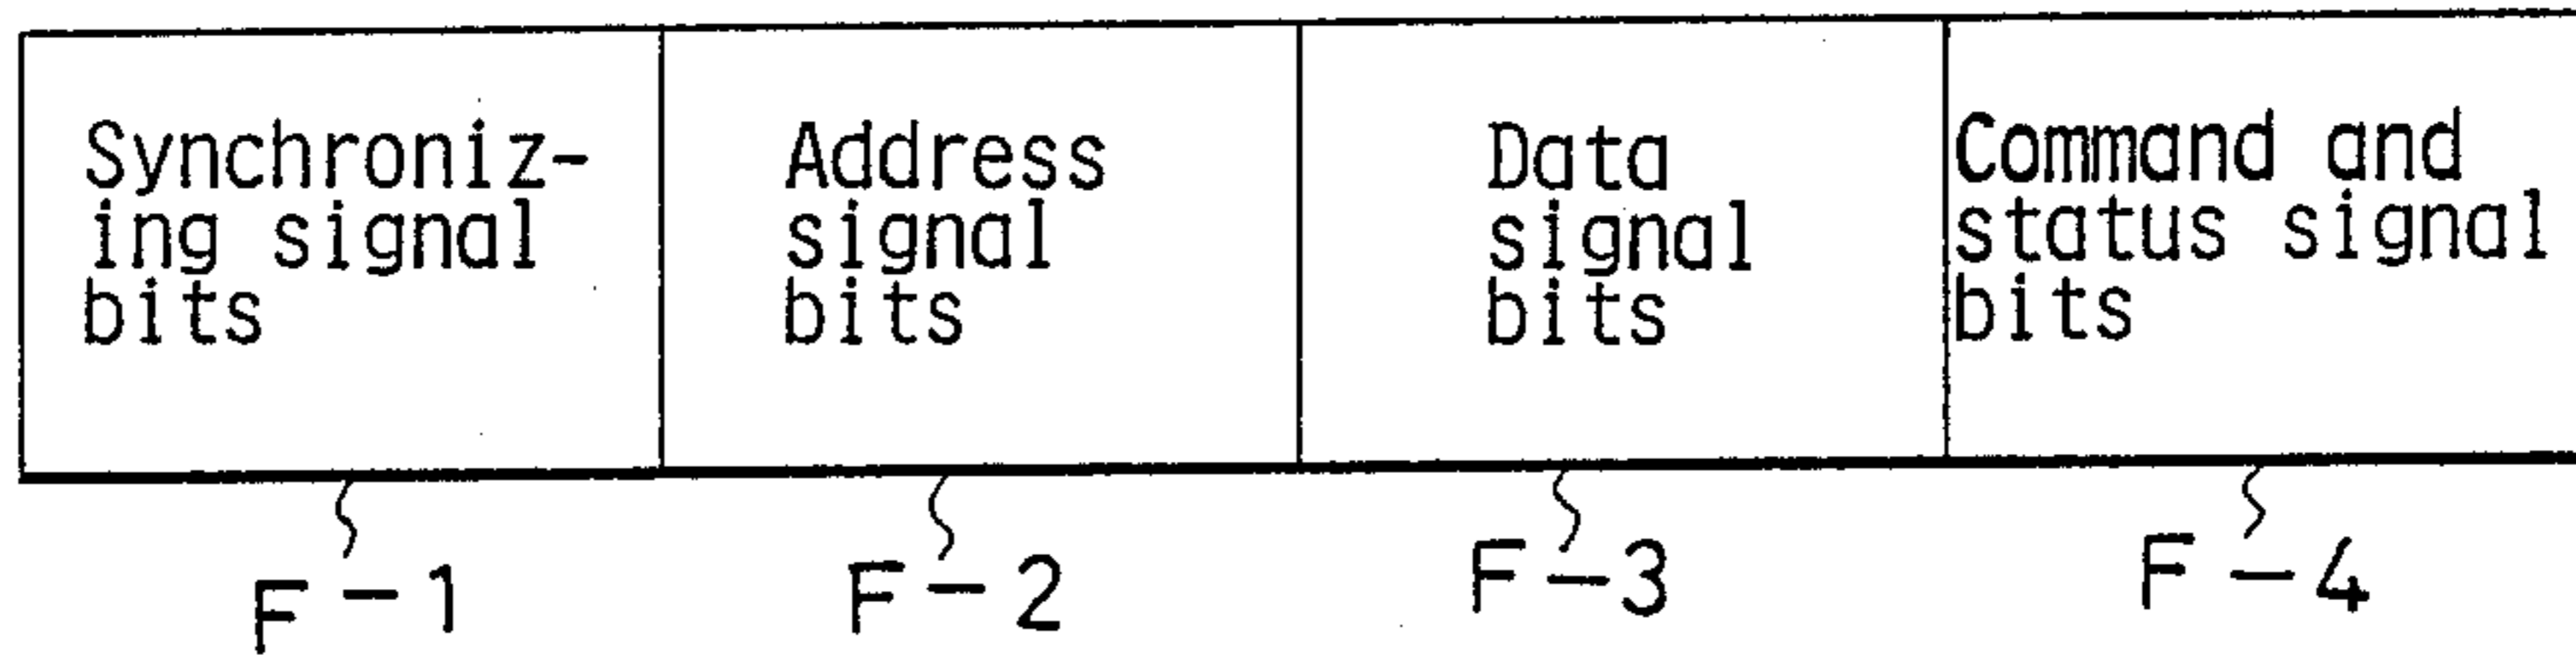 Synchroniz-
ing signal
bits
Address
signal
bits
Data
signal
bits
Command and
status signal
bits
F-1
F-2
F-3
F-4